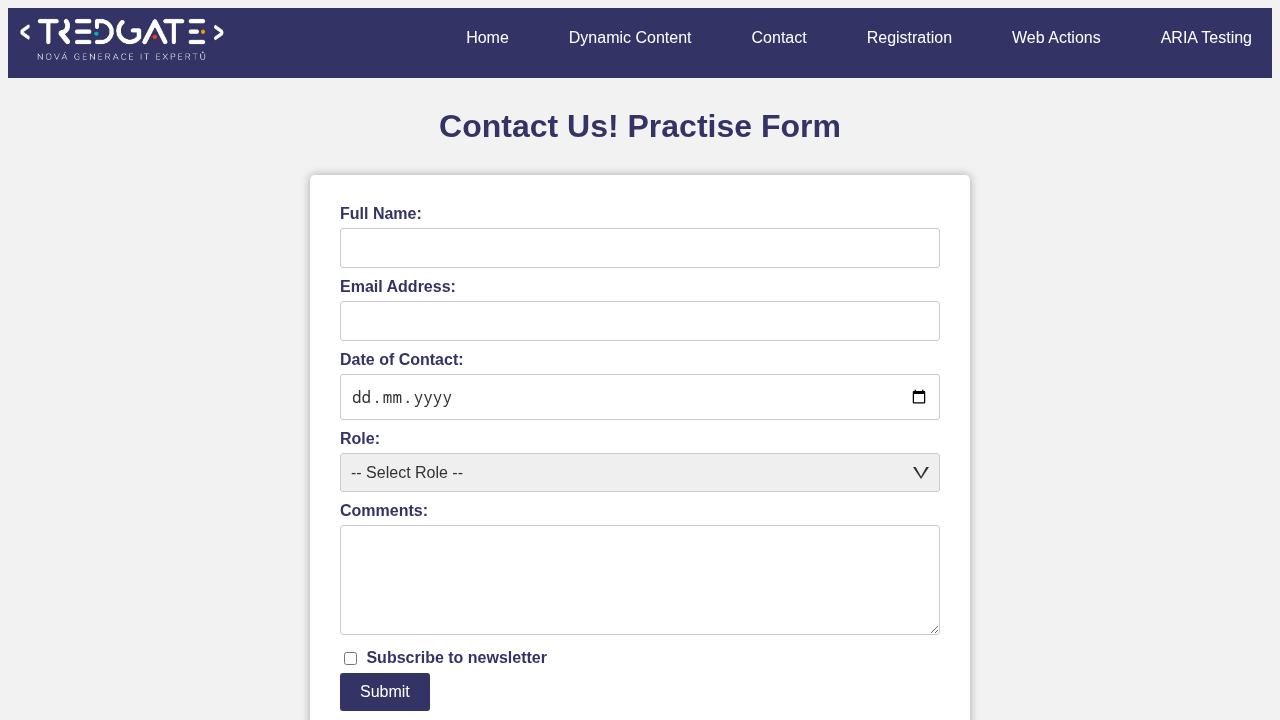 TREDGATE
NOVÁ GENERACE IT EXPERTŮ
Home
Dynamic Content
Contact
Registration
Web Actions
ARIA Testing
Contact Us! Practise Form
Full Name:
Email Address:
Date of Contact:
dd.mm.yyyy
Role:
-- Select Role --
Comments:
Subscribe to newsletter
Submit